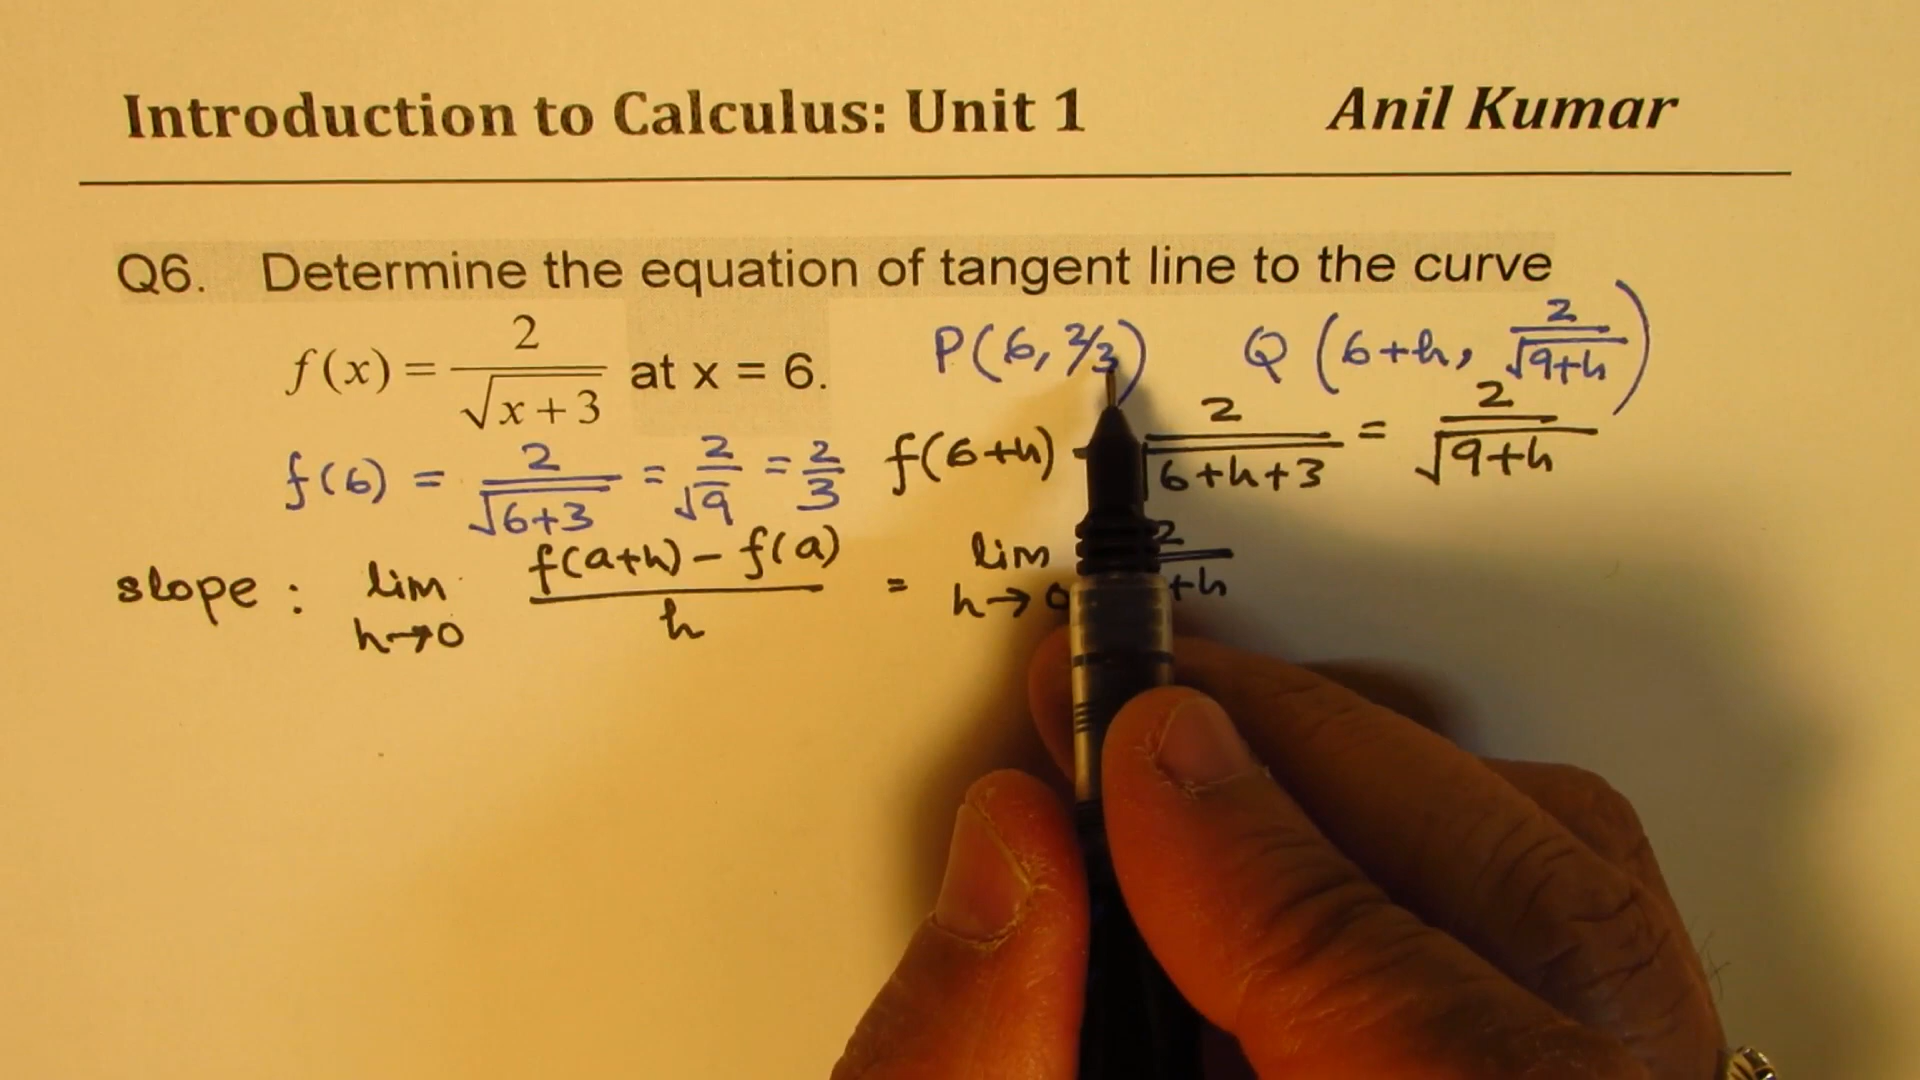 Introduction to Calculus: Unit 1 Anil Kumar
Q6. Determine the equation of tangent line to the curve
f(x) = 2/√(x+3) at x = 6. P(6, 2/3) Q(6+h, 2/√(9+h))
f(6) = 2/√(6+3) = 2/√9 = 2/3 f(6+h) 2/√(6+h+3) = 2/√(9+h)
slope: lim h→0 (f(a+h) − f(a))/h = lim h→0 2/ +h